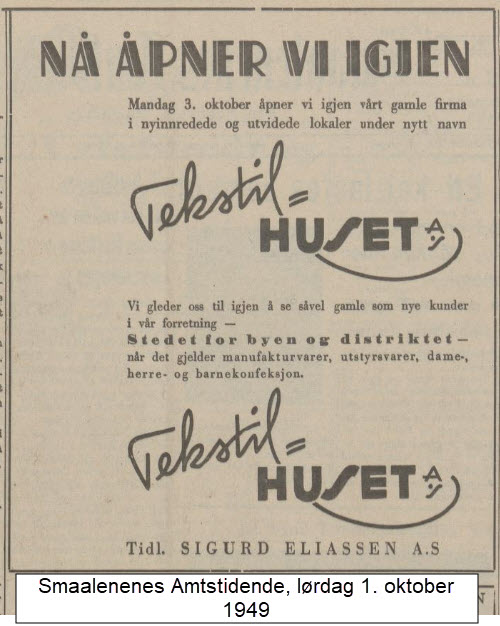 NÅ ÅPNER VI IGJEN
Mandag 3. oktober åpner vi igjen vårt gamle firma
i nyinnredede og utvidede lokaler under nytt navn
Tekstil=
HUSET A/S
Vi gleder oss til igjen å se såvel gamle som nye kunder
i vår forretning —
Stedet for byen og distriktet —
når det gjelder manufakturvarer, utstyrsvarer, dame-,
herre- og barnekonfeksjon.
Tekstil=
HUSET A/S
Tidl. SIGURD ELIASSEN A.S
Smaalenenes Amtstidende, lørdag 1. oktober
1949